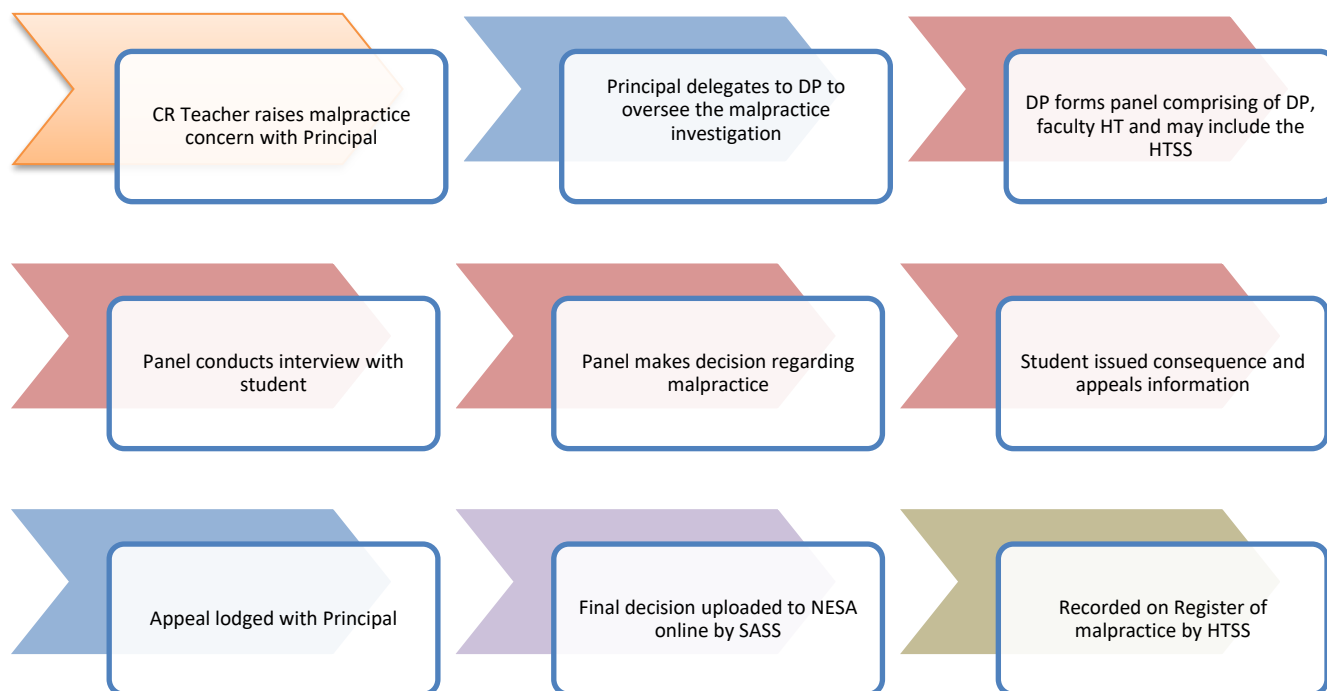 CR Teacher raises malpractice
concern with Principal
Principal delegates to DP to
oversee the malpractice
investigation
DP forms panel comprising of DP,
faculty HT and may include the
HTSS
Panel conducts interview with
student
Panel makes decision regarding
malpractice
Student issued consequence and
appeals information
Appeal lodged with Principal
Final decision uploaded to NESA
online by SASS
Recorded on Register of
malpractice by HTSS